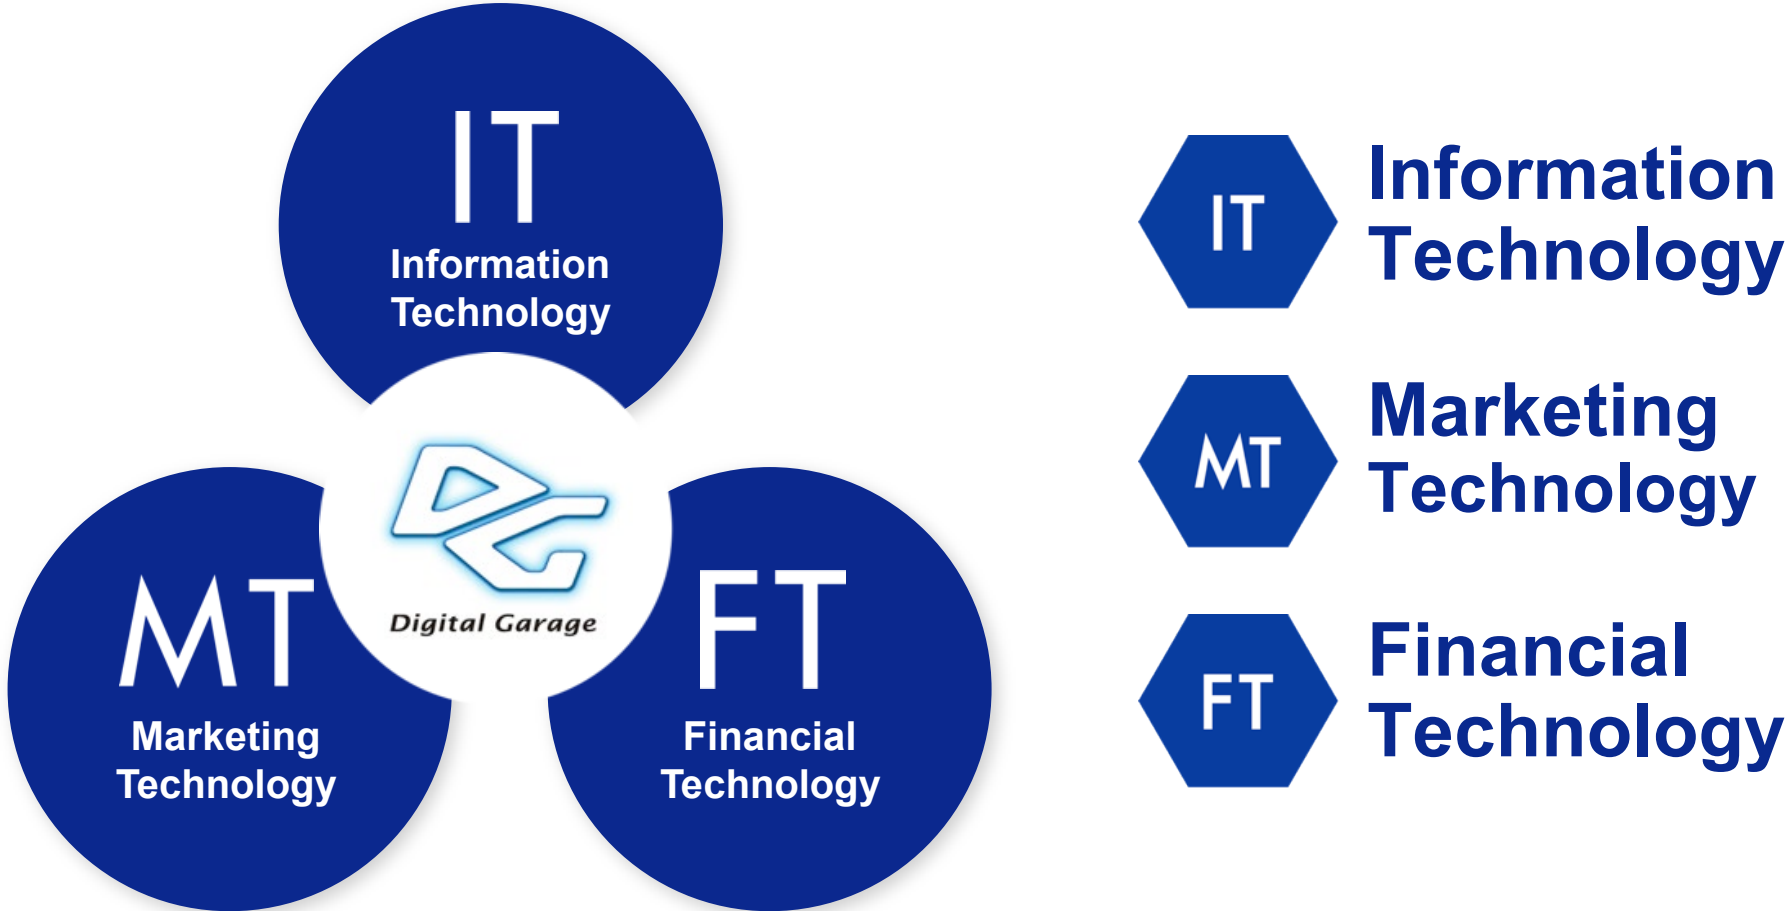 IT
Information
Technology
DG
Digital Garage
MT
Marketing
Technology
FT
Financial
Technology
IT
Information
Technology
MT
Marketing
Technology
FT
Financial
Technology